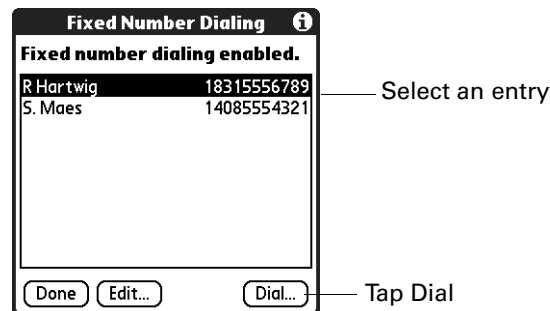 Fixed Number Dialing i
Fixed number dialing enabled.
R Hartwig 18315556789
S. Maes 14085554321
Select an entry
Done Edit... Dial...
Tap Dial